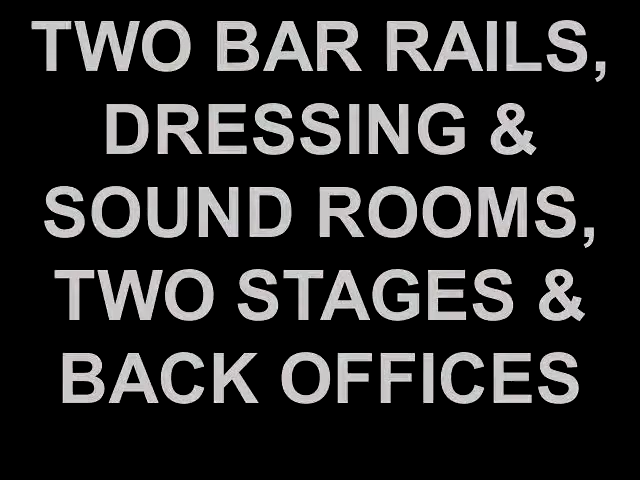 TWO BAR RAILS,
DRESSING &
SOUND ROOMS,
TWO STAGES &
BACK OFFICES